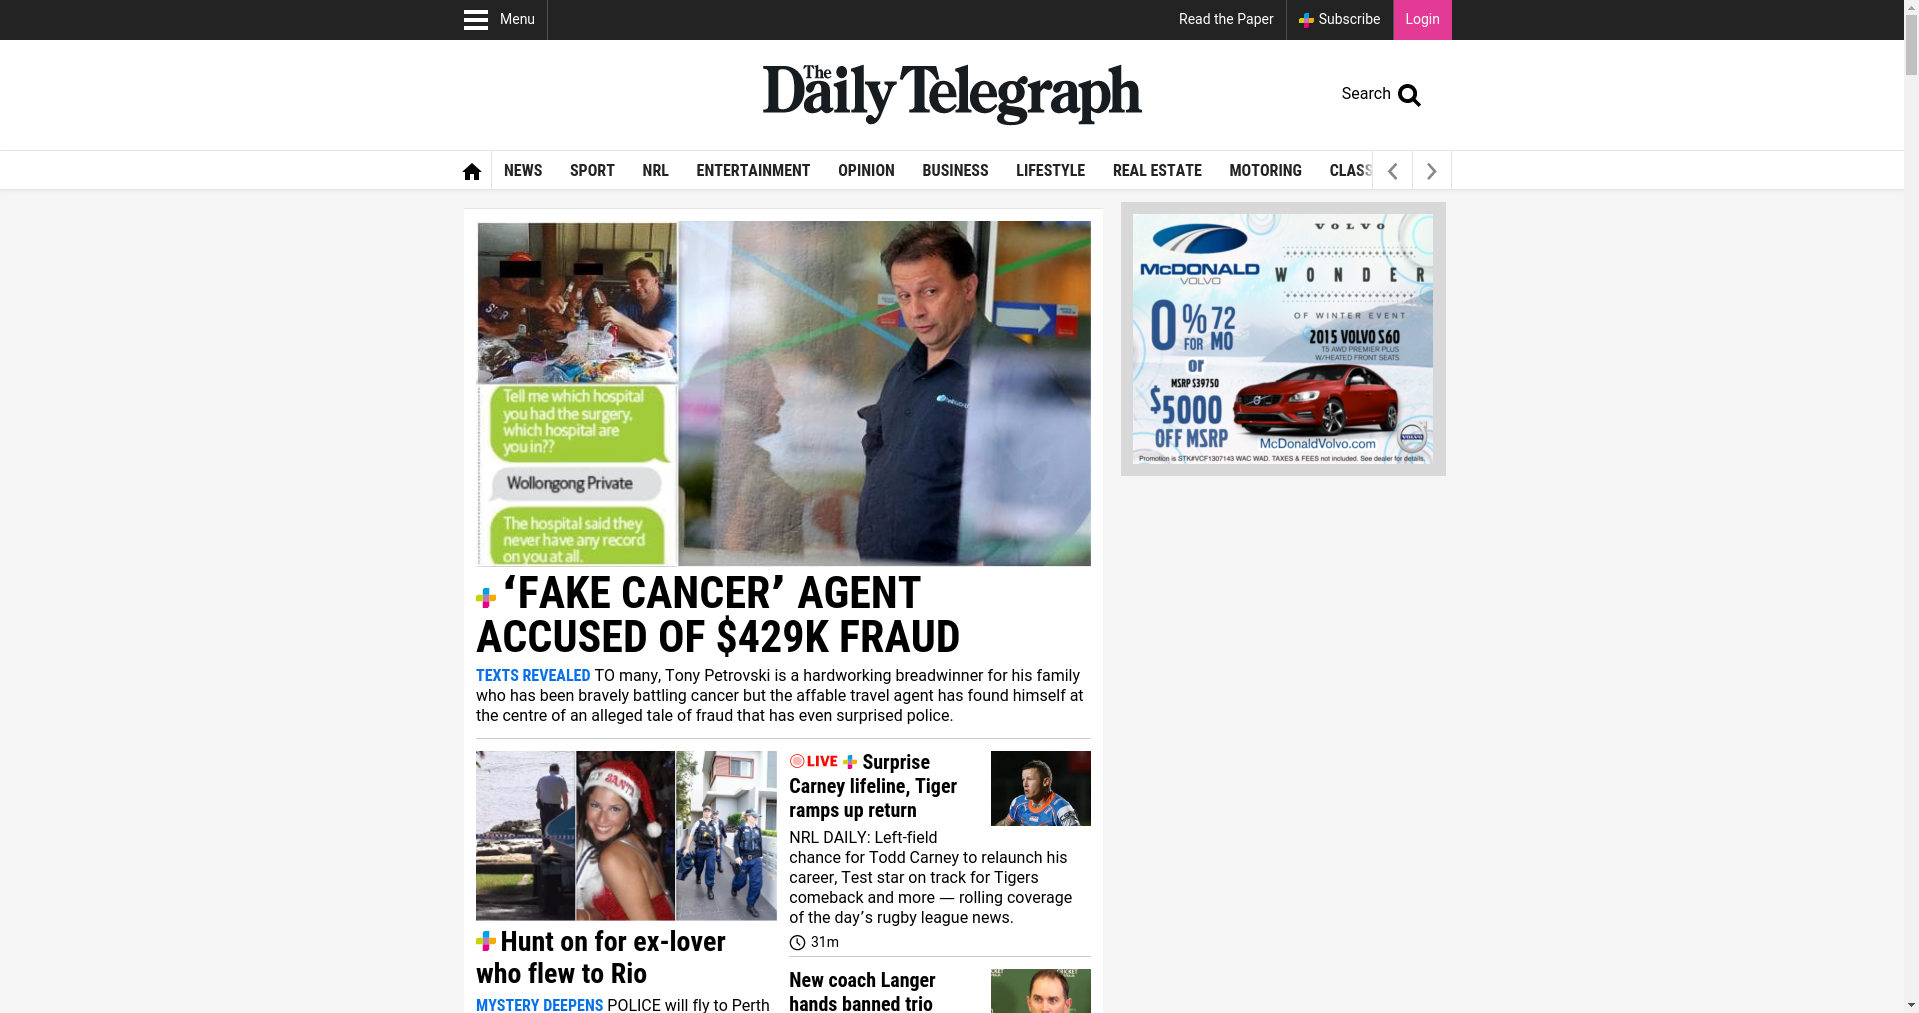 Menu
Read the Paper
Subscribe
Login
The Daily Telegraph
Search
NEWS
SPORT
NRL
ENTERTAINMENT
OPINION
BUSINESS
LIFESTYLE
REAL ESTATE
MOTORING
CLASS
VOLVO
McDONALD
VOLVO
WONDER
OF WINTER EVENT
0% FOR 72 MO
2015 VOLVO S60
T5 AWD PREMIER PLUS
W/HEATED FRONT SEATS
or
MSRP $39750
$5000
OFF MSRP
McDonaldVolvo.com
Promotion is STK#VCF1307143 WAC WAD. TAXES & FEES not included. See dealer for details.
Tell me which hospital
you had the surgery,
which hospital are
you in??
Wollongong Private
The hospital said they
never have any record
on you at all.
‘FAKE CANCER’ AGENT
ACCUSED OF $429K FRAUD
TEXTS REVEALED TO many, Tony Petrovski is a hardworking breadwinner for his family
who has been bravely battling cancer but the affable travel agent has found himself at
the centre of an alleged tale of fraud that has even surprised police.
Hunt on for ex-lover
who flew to Rio
MYSTERY DEEPENS POLICE will fly to Perth
LIVE Surprise
Carney lifeline, Tiger
ramps up return
NRL DAILY: Left-field
chance for Todd Carney to relaunch his
career, Test star on track for Tigers
comeback and more — rolling coverage
of the day’s rugby league news.
31m
New coach Langer
hands banned trio